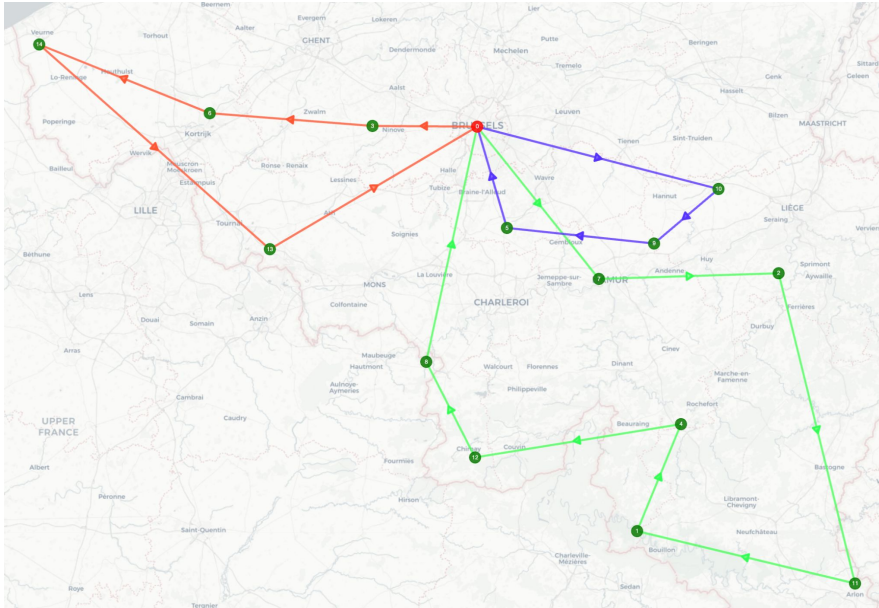 Beernem
Evergem
Lokeren
Lier
Veurne
Torhout
Aalter
GHENT
Putte
Beringen
14
Mechelen
Dendermonde
Tremelo
Sittard
Lo-Reninge
Houthulst
Aalst
Genk
Geleen
Hasselt
6
Zwalm
Leuven
Bilzen
Poperinge
Kortrijk
3
Ninove
BRUSSELS
0
MAASTRICHT
Tienen
Sint-Truiden
Wervik
Mouscron -
Moeskroen
Bailleul
Estaimpuis
Ronse - Renaix
Lessines
Halle
Wavre
Tubize
Braine-l'Alleud
Hannut
10
LILLE
Ath
LIÈGE
Tournai
Seraing
Soignies
5
Verviers
Béthune
13
Gembloux
9
Huy
Sprimont
La Louvière
Jemeppe-sur-
Sambre
7
NAMUR
Andenne
2
Aywaille
MONS
Lens
Colfontaine
CHARLEROI
Ferrières
Douai
Somain
Anzin
Durbuy
Arras
Maubeuge
8
Ciney
Hautmont
Walcourt
Florennes
Dinant
Marche-en-
Famenne
Aulnoye-
Aymeries
Philippeville
Cambrai
Rochefort
UPPER
FRANCE
Caudry
4
Beauraing
Chimay
Couvin
12
Albert
Fourmies
Bastogne
Péronne
Hirson
Libramont-
Chevigny
Saint-Quentin
1
Neufchâteau
Bouillon
Charleville-
Mézières
Roye
Sedan
11
Arlon
Tergnier